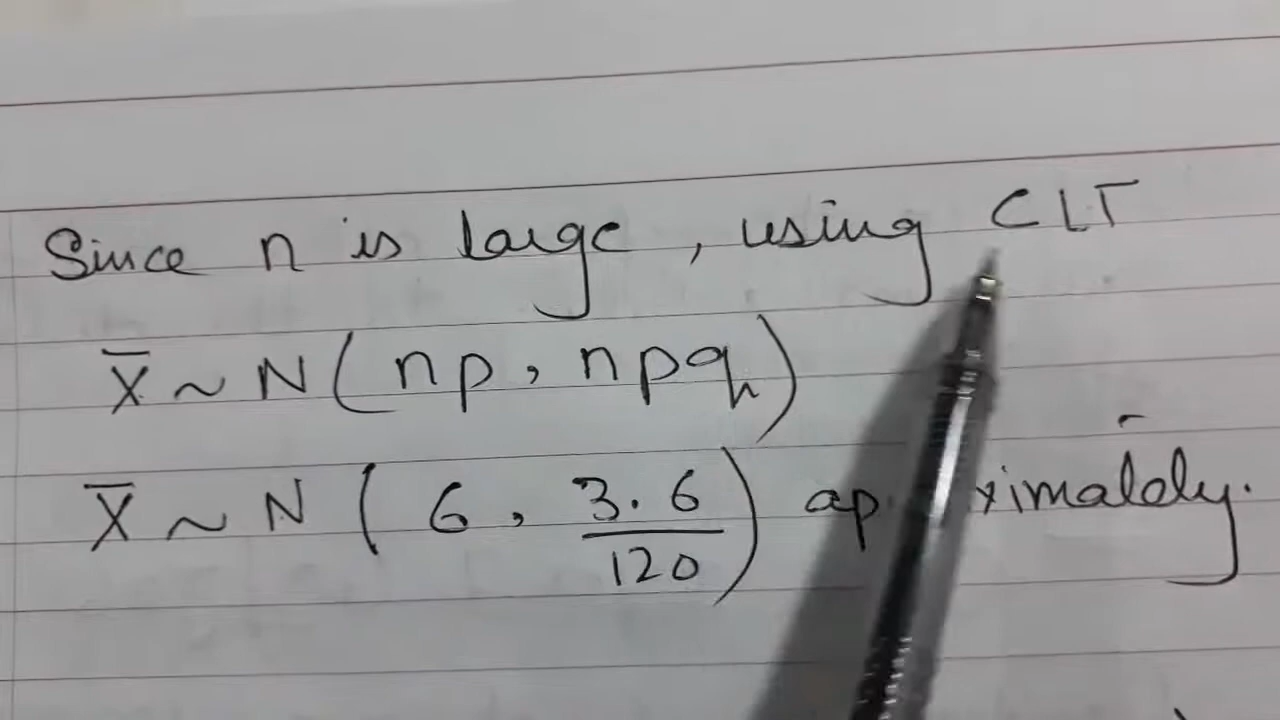 Since n is large, using CLT
X̄ ~ N(np, npq)
X̄ ~ N(6, 3.6/120)